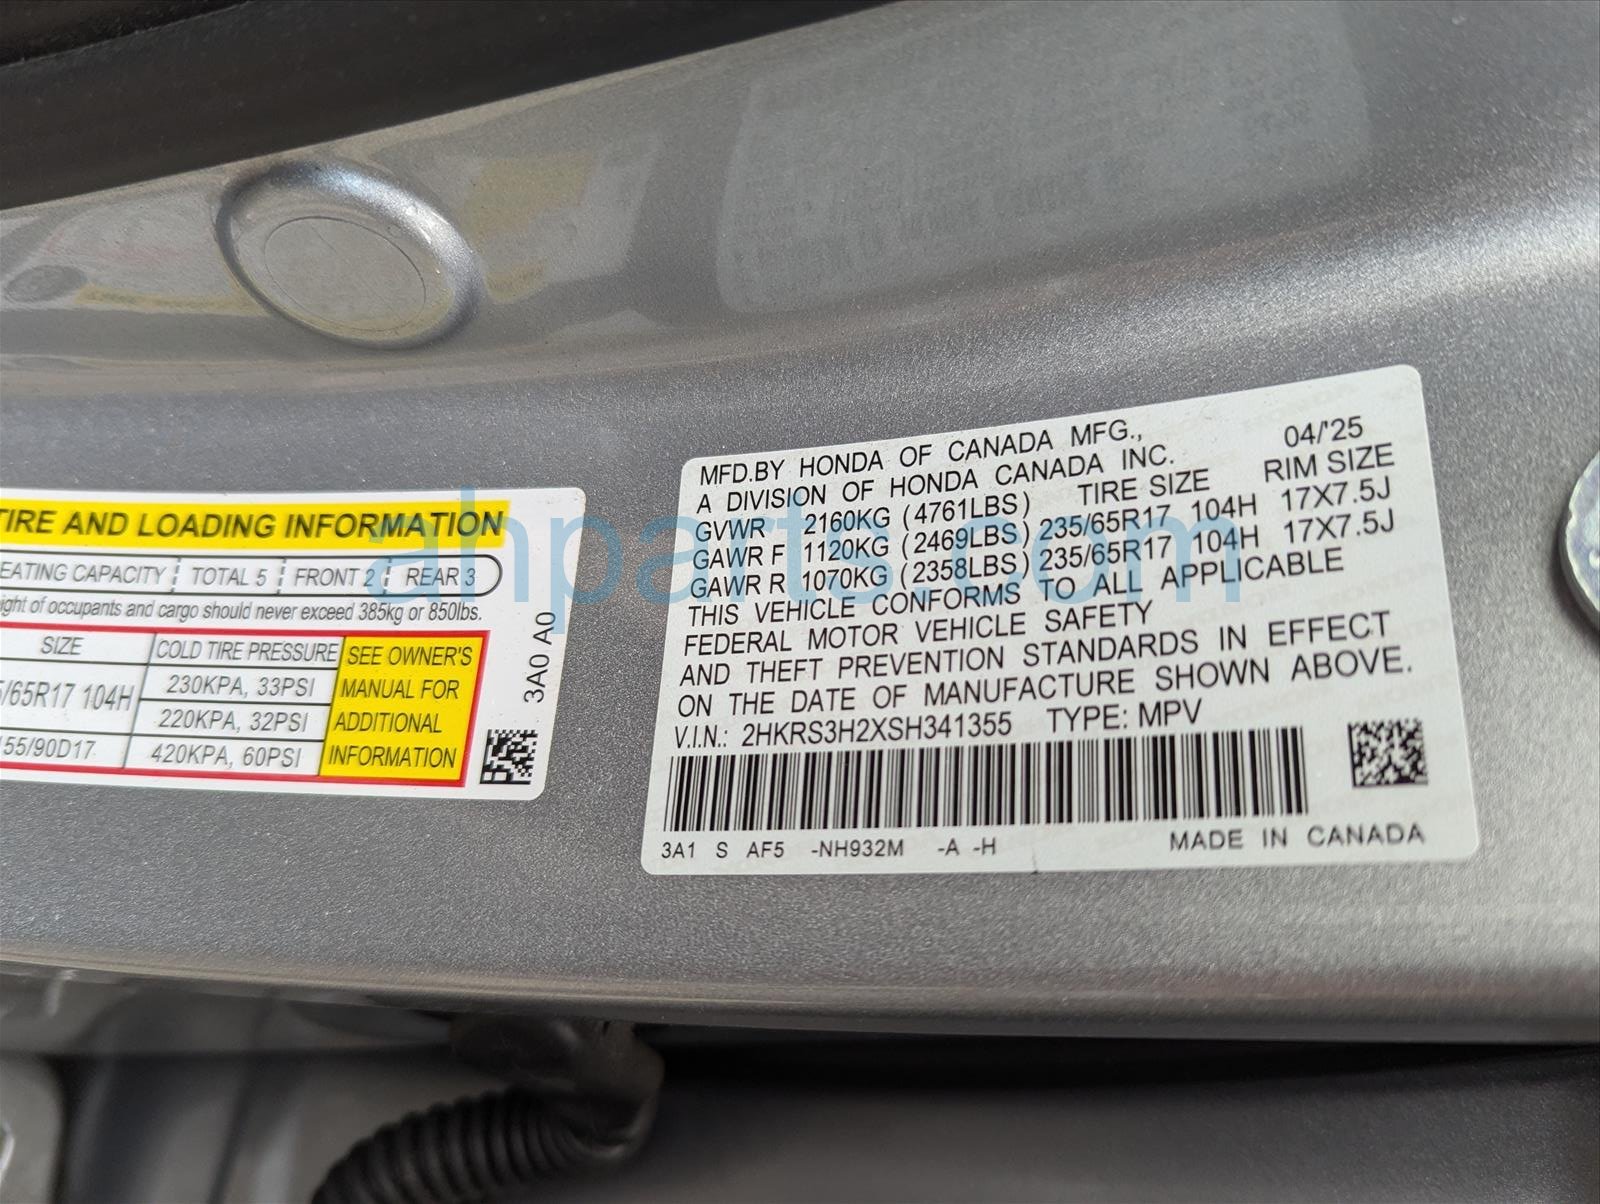 TIRE AND LOADING INFORMATION
EATING CAPACITY TOTAL 5 FRONT 2 REAR 3
ight of occupants and cargo should never exceed 385kg or 850lbs.
SIZE COLD TIRE PRESSURE SEE OWNER'S
/65R17 104H 230KPA, 33PSI MANUAL FOR
220KPA, 32PSI ADDITIONAL
155/90D17 420KPA, 60PSI INFORMATION
3A0 A0
MFD.BY HONDA OF CANADA MFG., 04/'25
A DIVISION OF HONDA CANADA INC.
TIRE SIZE RIM SIZE
GVWR 2160KG (4761LBS)
GAWR F 1120KG (2469LBS) 235/65R17 104H 17X7.5J
GAWR R 1070KG (2358LBS) 235/65R17 104H 17X7.5J
THIS VEHICLE CONFORMS TO ALL APPLICABLE
FEDERAL MOTOR VEHICLE SAFETY
AND THEFT PREVENTION STANDARDS IN EFFECT
ON THE DATE OF MANUFACTURE SHOWN ABOVE.
V.I.N.: 2HKRS3H2XSH341355 TYPE: MPV
3A1 S AF5 -NH932M -A -H MADE IN CANADA
ahparts.com